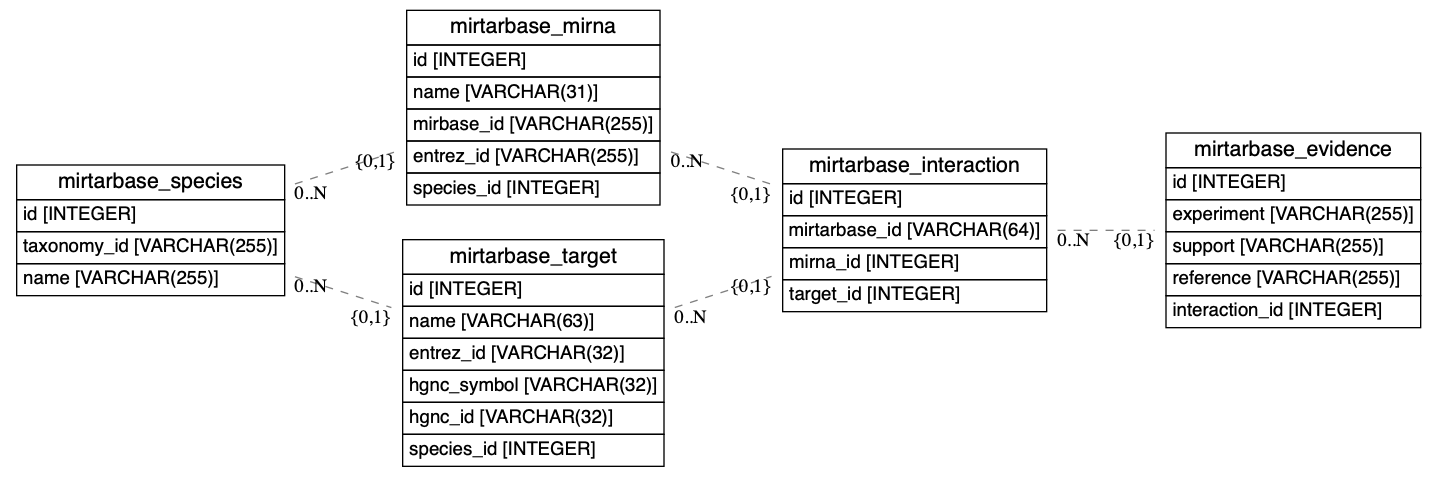 mirtarbase_mirna
id [INTEGER]
name [VARCHAR(31)]
mirbase_id [VARCHAR(255)]
entrez_id [VARCHAR(255)]
species_id [INTEGER]
mirtarbase_species
id [INTEGER]
taxonomy_id [VARCHAR(255)]
name [VARCHAR(255)]
0..N
{0,1}
0..N
{0,1}
mirtarbase_target
id [INTEGER]
name [VARCHAR(63)]
entrez_id [VARCHAR(32)]
hgnc_symbol [VARCHAR(32)]
hgnc_id [VARCHAR(32)]
species_id [INTEGER]
0..N
{0,1}
0..N
{0,1}
mirtarbase_interaction
id [INTEGER]
mirtarbase_id [VARCHAR(64)]
mirna_id [INTEGER]
target_id [INTEGER]
0..N
{0,1}
mirtarbase_evidence
id [INTEGER]
experiment [VARCHAR(255)]
support [VARCHAR(255)]
reference [VARCHAR(255)]
interaction_id [INTEGER]